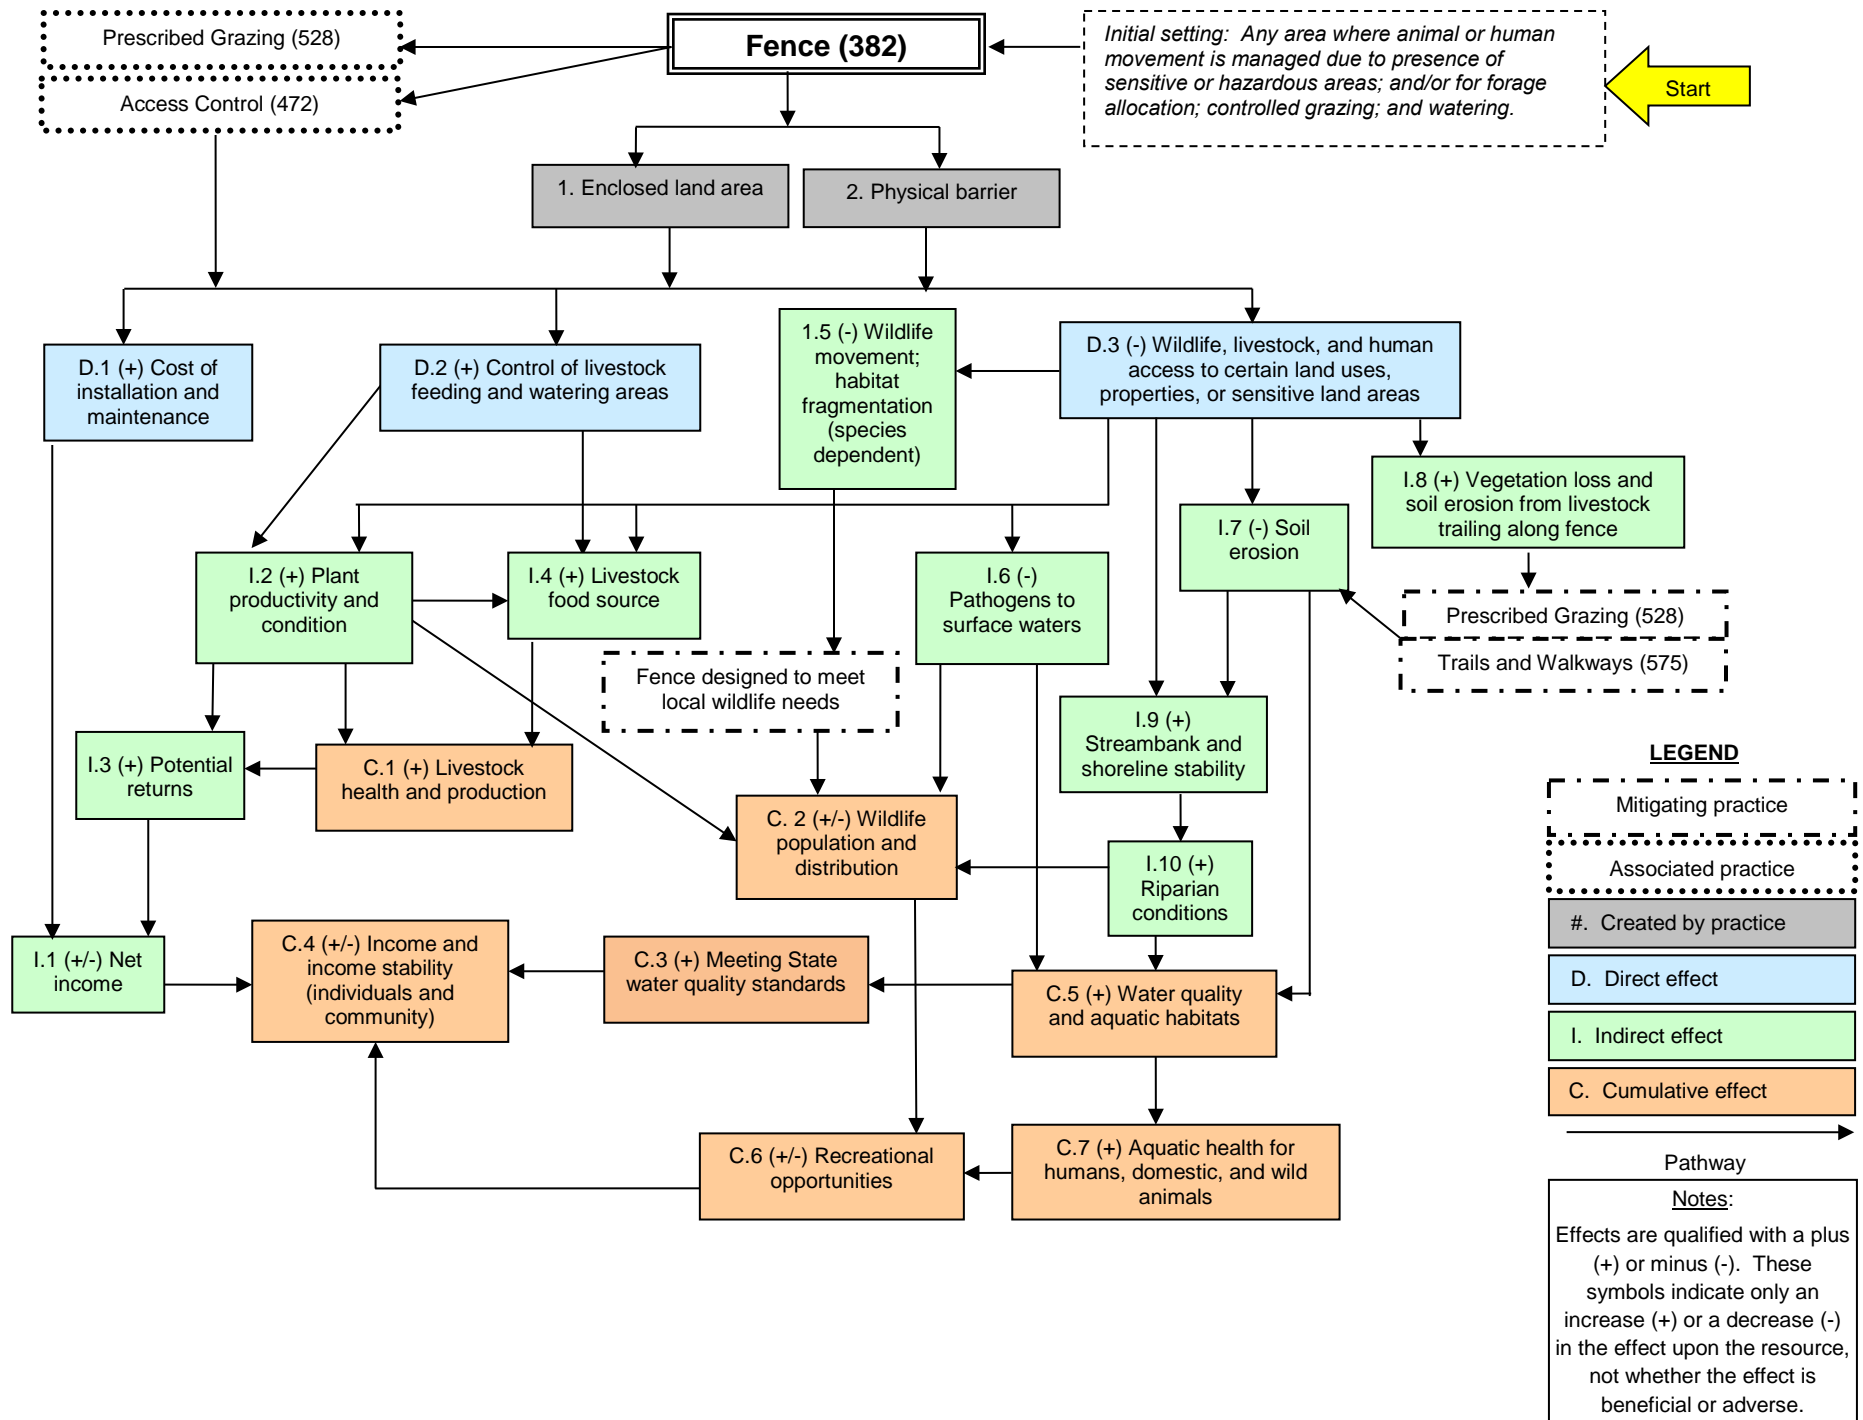 Prescribed Grazing (528)
Access Control (472)
Fence (382)
Initial setting:  Any area where animal or human
movement is managed due to presence of
sensitive or hazardous areas; and/or for forage
allocation; controlled grazing; and watering.
Start
1. Enclosed land area
2. Physical barrier
D.1 (+) Cost of
installation and
maintenance
D.2 (+) Control of livestock
feeding and watering areas
1.5 (-) Wildlife
movement;
habitat
fragmentation
(species
dependent)
D.3 (-) Wildlife, livestock, and human
access to certain land uses,
properties, or sensitive land areas
I.8 (+) Vegetation loss and
soil erosion from livestock
trailing along fence
I.7 (-) Soil
erosion
I.2 (+) Plant
productivity and
condition
I.4 (+) Livestock
food source
I.6 (-)
Pathogens to
surface waters
Prescribed Grazing (528)
Trails and Walkways (575)
Fence designed to meet
local wildlife needs
I.9 (+)
Streambank and
shoreline stability
I.3 (+) Potential
returns
C.1 (+) Livestock
health and production
C. 2 (+/-) Wildlife
population and
distribution
I.10 (+)
Riparian
conditions
I.1 (+/-) Net
income
C.4 (+/-) Income and
income stability
(individuals and
community)
C.3 (+) Meeting State
water quality standards
C.5 (+) Water quality
and aquatic habitats
C.6 (+/-) Recreational
opportunities
C.7 (+) Aquatic health for
humans, domestic, and wild
animals
LEGEND
Mitigating practice
Associated practice
#.  Created by practice
D.  Direct effect
I.  Indirect effect
C.  Cumulative effect
Pathway
Notes:
Effects are qualified with a plus
(+) or minus (-).  These
symbols indicate only an
increase (+) or a decrease (-)
in the effect upon the resource,
not whether the effect is
beneficial or adverse.